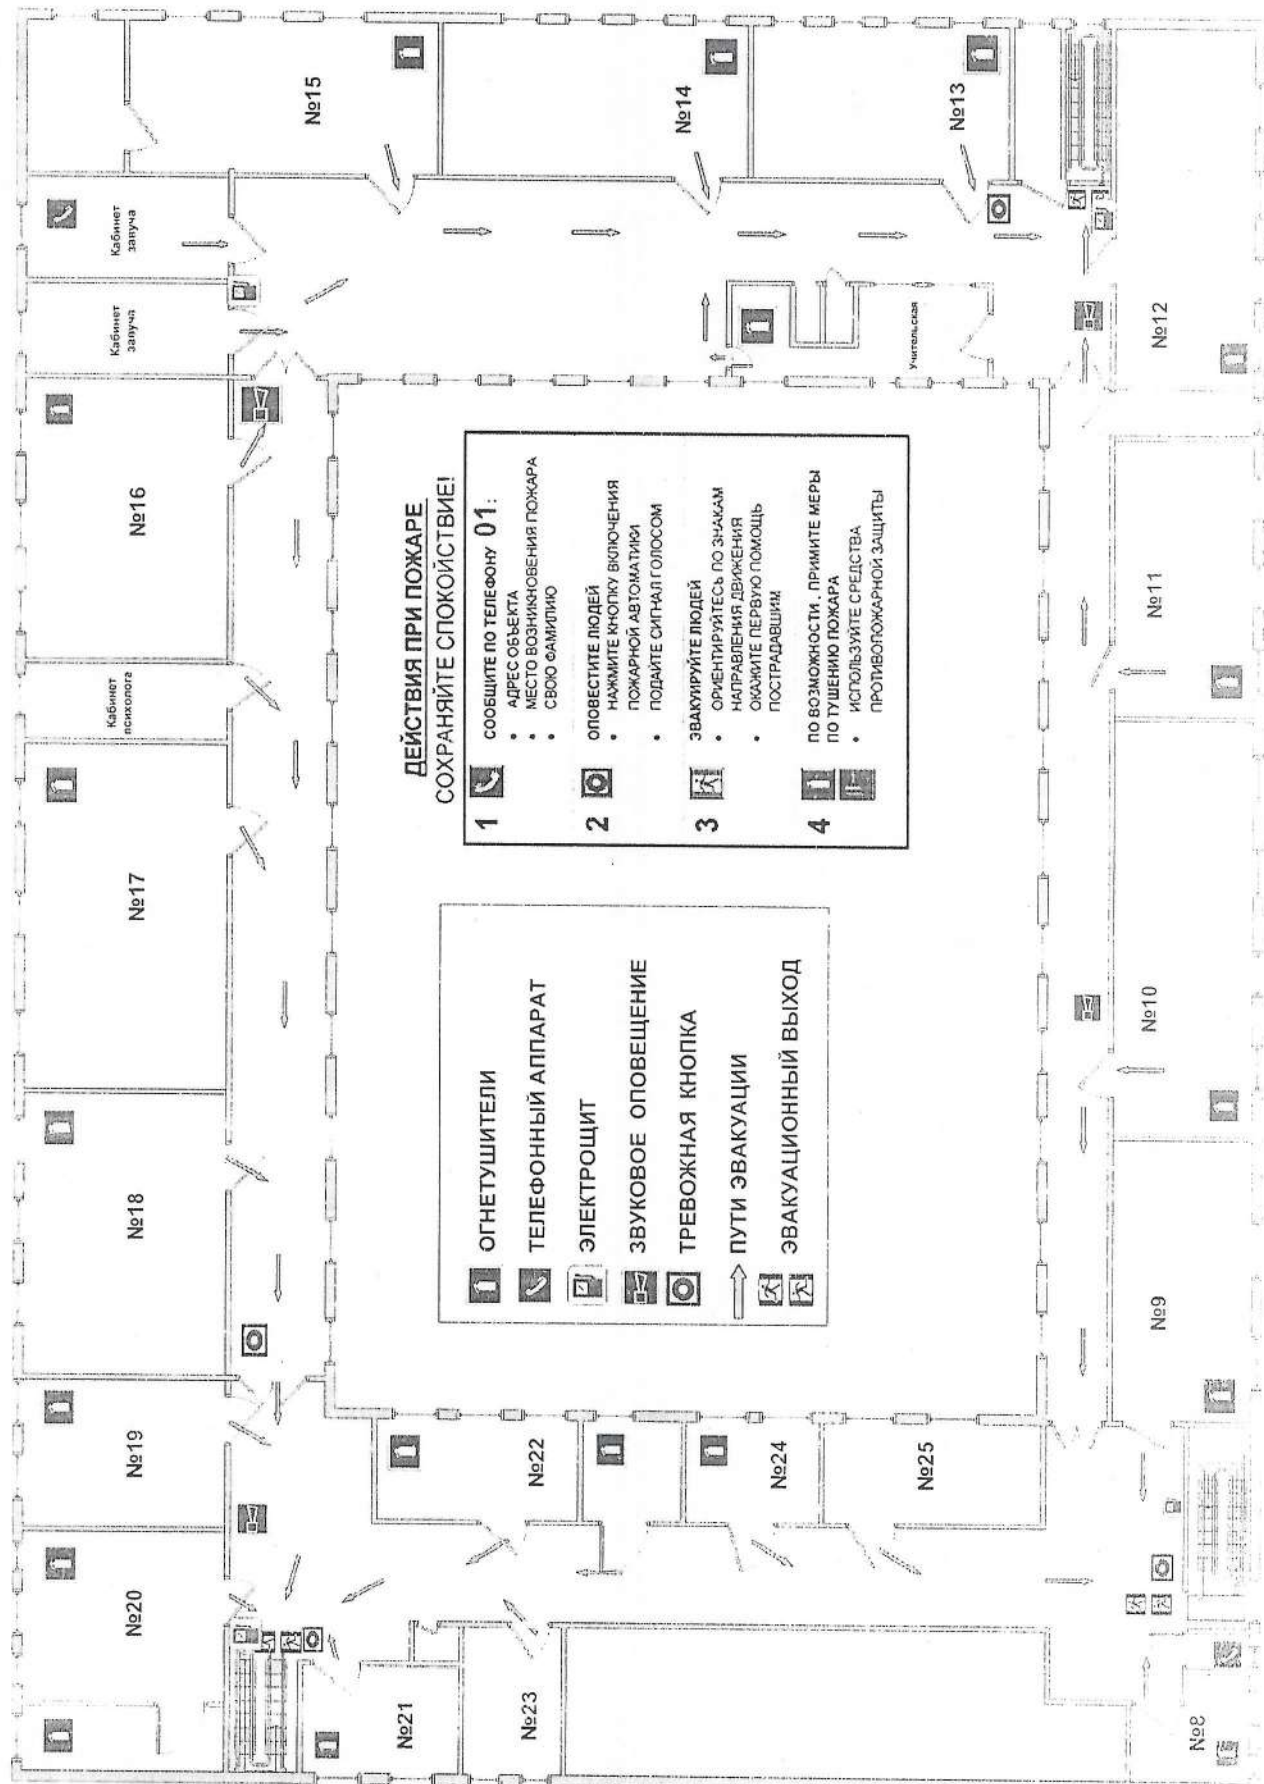 №15
№14
№13
Кабинет
завуча
Кабинет
завуча
Учительская
№12
№16
Кабинет
психолога
№17
№18
№19
№20
№11
№10
№9
№22
№24
№25
№21
№23
№8
ДЕЙСТВИЯ ПРИ ПОЖАРЕ
СОХРАНЯЙТЕ СПОКОЙСТВИЕ!
1 СООБЩИТЕ ПО ТЕЛЕФОНУ 01:
• АДРЕС ОБЪЕКТА
• МЕСТО ВОЗНИКНОВЕНИЯ ПОЖАРА
• СВОЮ ФАМИЛИЮ
2 ОПОВЕСТИТЕ ЛЮДЕЙ
• НАЖМИТЕ КНОПКУ ВКЛЮЧЕНИЯ
ПОЖАРНОЙ АВТОМАТИКИ
• ПОДАЙТЕ СИГНАЛ ГОЛОСОМ
3 ЭВАКУИРУЙТЕ ЛЮДЕЙ
• ОРИЕНТИРУЙТЕСЬ ПО ЗНАКАМ
НАПРАВЛЕНИЯ ДВИЖЕНИЯ
• ОКАЖИТЕ ПЕРВУЮ ПОМОЩЬ
ПОСТРАДАВШИМ
4 ПО ВОЗМОЖНОСТИ, ПРИМИТЕ МЕРЫ
ПО ТУШЕНИЮ ПОЖАРА
• ИСПОЛЬЗУЙТЕ СРЕДСТВА
ПРОТИВОПОЖАРНОЙ ЗАЩИТЫ
ОГНЕТУШИТЕЛИ
ТЕЛЕФОННЫЙ АППАРАТ
ЭЛЕКТРОЩИТ
ЗВУКОВОЕ ОПОВЕЩЕНИЕ
ТРЕВОЖНАЯ КНОПКА
ПУТИ ЭВАКУАЦИИ
ЭВАКУАЦИОННЫЙ ВЫХОД